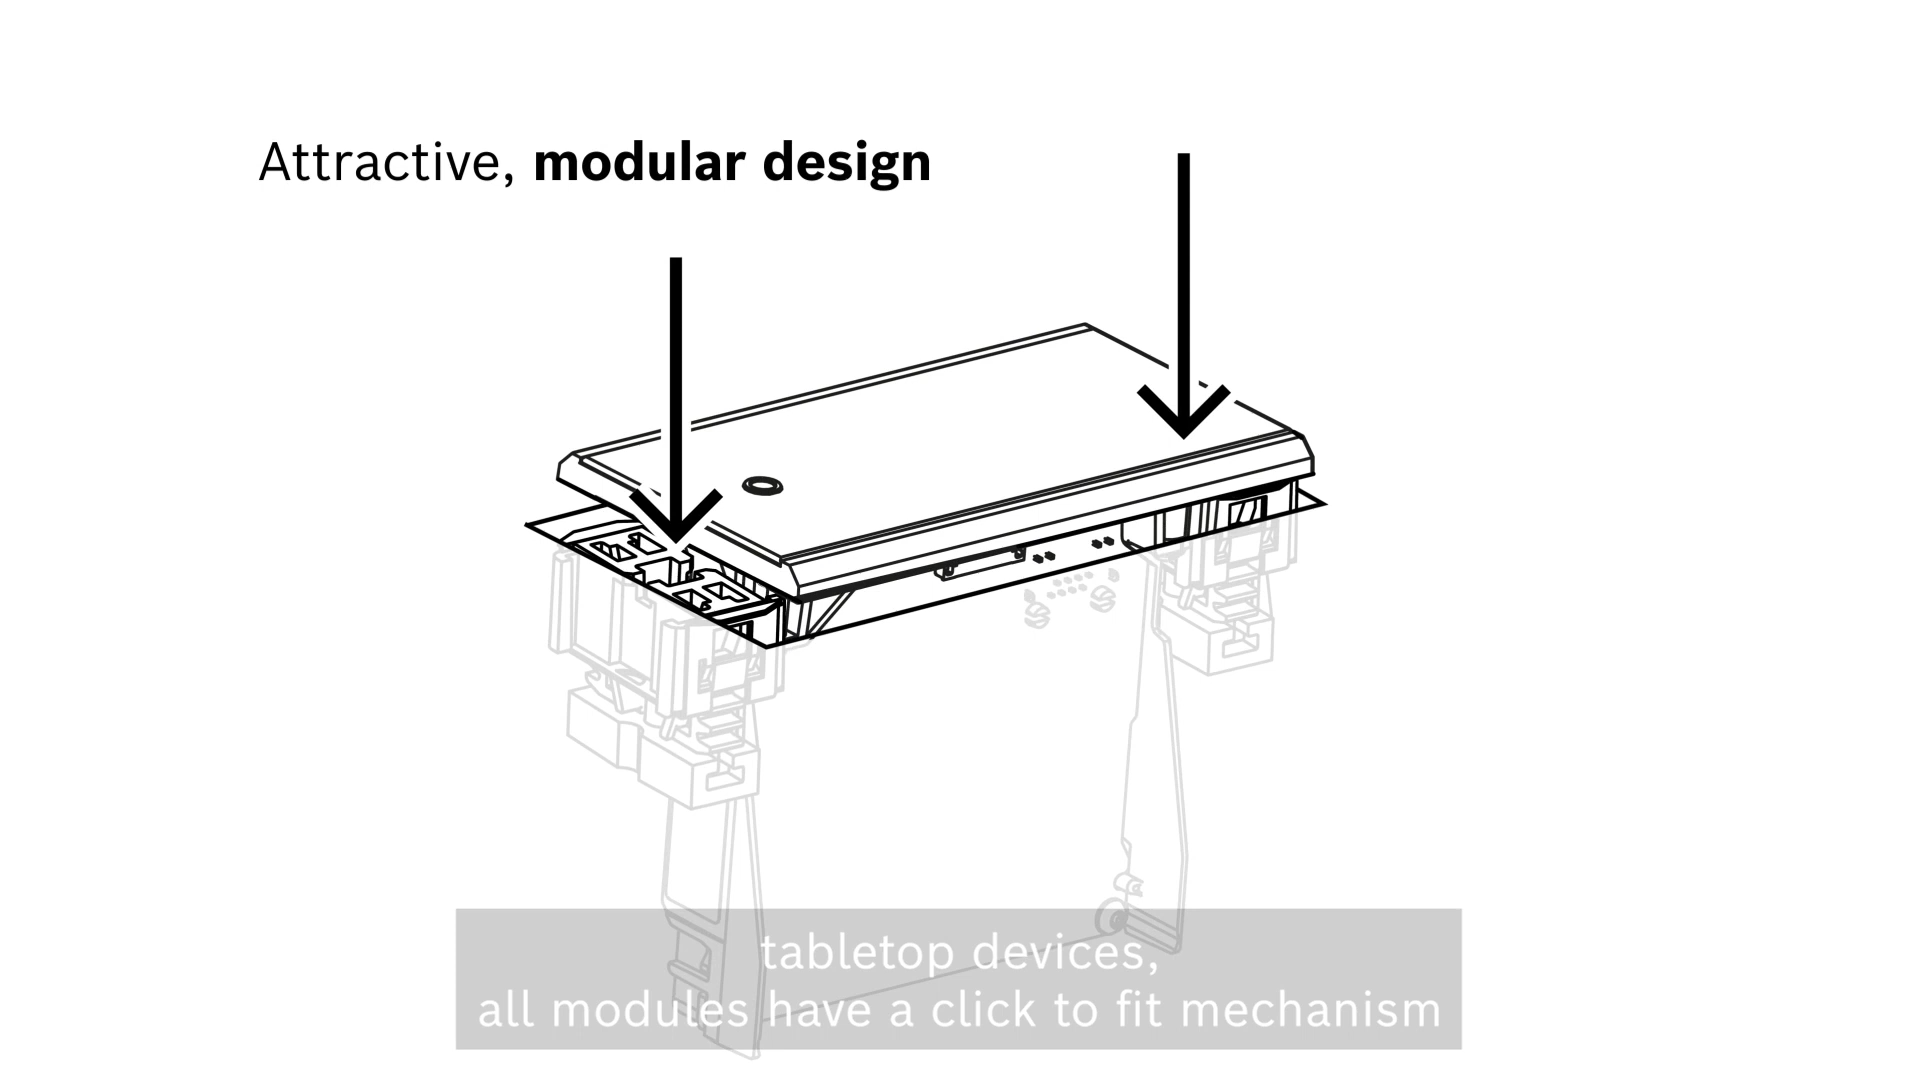 Attractive, modular design
tabletop devices,
all modules have a click to fit mechanism